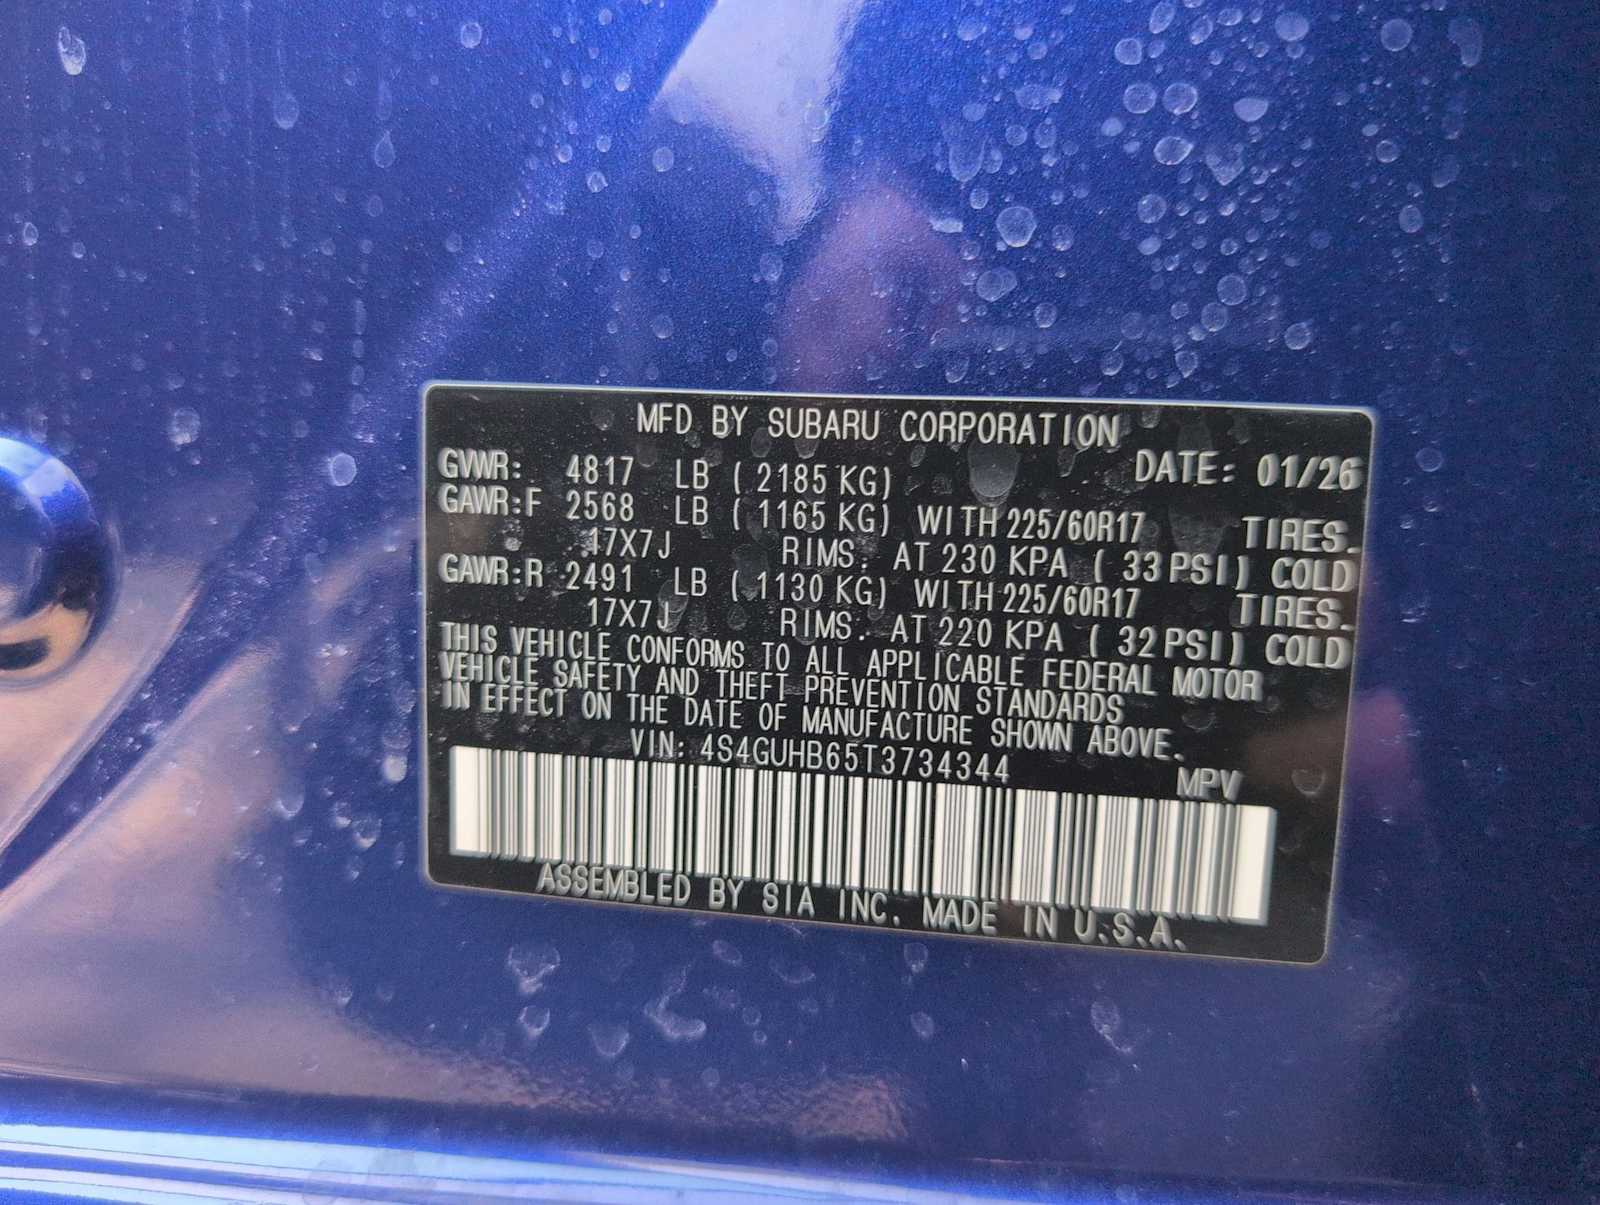 MFD BY SUBARU CORPORATION
GVWR: 4817 LB ( 2185 KG) DATE: 01/26
GAWR:F 2568 LB ( 1165 KG) WITH 225/60R17 TIRES.
17X7J RIMS. AT 230 KPA ( 33 PSI) COLD
GAWR:R 2491 LB ( 1130 KG) WITH 225/60R17 TIRES.
17X7J RIMS. AT 220 KPA ( 32 PSI) COLD
THIS VEHICLE CONFORMS TO ALL APPLICABLE FEDERAL MOTOR
VEHICLE SAFETY AND THEFT PREVENTION STANDARDS
IN EFFECT ON THE DATE OF MANUFACTURE SHOWN ABOVE.
VIN: 4S4GUHB65T3734344 MPV
ASSEMBLED BY SIA INC. MADE IN U.S.A.